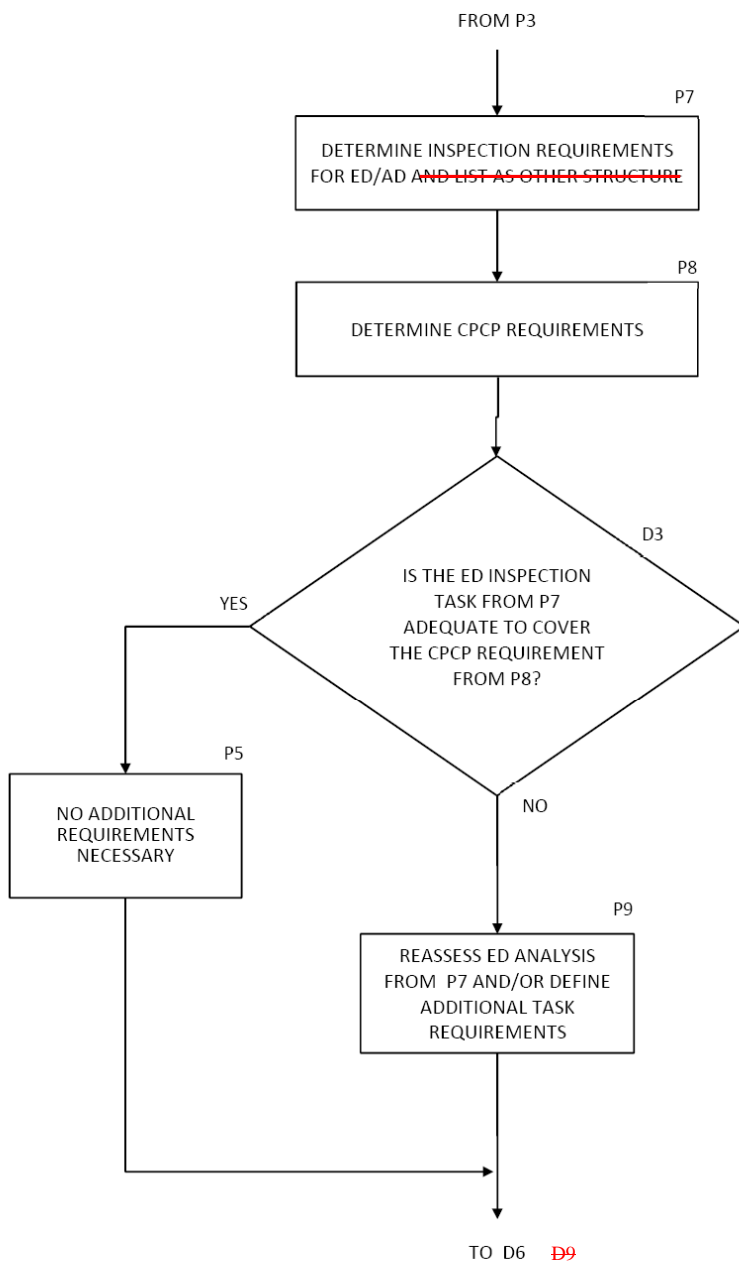 FROM P3
P7
DETERMINE INSPECTION REQUIREMENTS
FOR ED/AD AND LIST AS OTHER STRUCTURE
P8
DETERMINE CPCP REQUIREMENTS
D3
IS THE ED INSPECTION
TASK FROM P7
ADEQUATE TO COVER
THE CPCP REQUIREMENT
FROM P8?
YES
P5
NO ADDITIONAL
REQUIREMENTS
NECESSARY
NO
P9
REASSESS ED ANALYSIS
FROM P7 AND/OR DEFINE
ADDITIONAL TASK
REQUIREMENTS
TO D6 D9